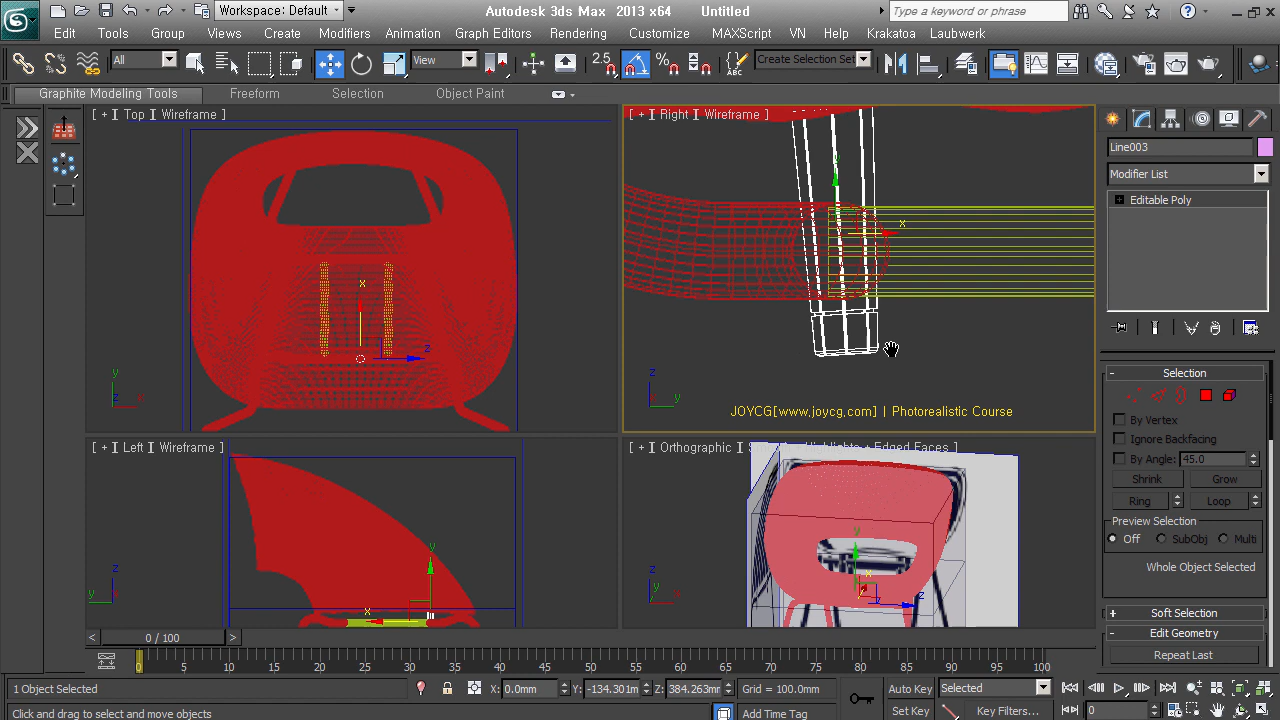 Workspace: Default
Autodesk 3ds Max 2013 x64 Untitled
Type a keyword or phrase
Edit Tools Group Views Create Modifiers Animation Graph Editors Rendering Customize MAXScript VN Help Krakatoa Laubwerk
All View 2.5 Create Selection Set
Graphite Modeling Tools Freeform Selection Object Paint
[ + ] Top ] Wireframe ]
[ + ] Right ] Wireframe ]
Line003
Modifier List
Editable Poly
JOYCG[www.joycg.com] | Photorealistic Course
[ + ] Left ] Wireframe ]
[ + ] Orthographic ]
+ Edged Faces ]
- Selection
By Vertex
Ignore Backfacing
By Angle: 45.0
Shrink Grow
Ring Loop
Preview Selection
Off SubObj Multi
Whole Object Selected
+ Soft Selection
- Edit Geometry
Repeat Last
< 0 / 100 >
0 5 10 15 20 25 30 35 40 45 50 55 60 65 70 75 80 85 90 95 100
1 Object Selected X: 0.0mm Y: -134.301m Z: 384.263mm Grid = 100.0mm Auto Key Selected
Click and drag to select and move objects Add Time Tag Set Key Key Filters... 0